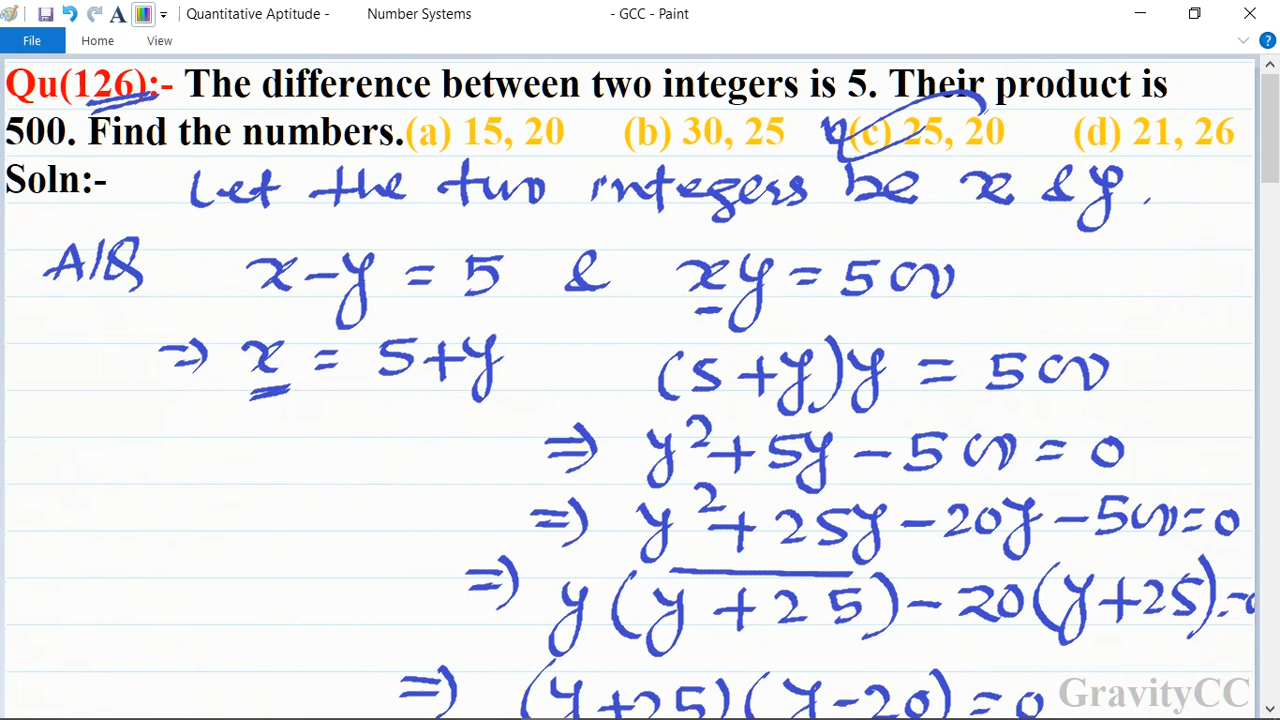 Quantitative Aptitude - Number Systems - GCC - Paint
File Home View
Qu(126):- The difference between two integers is 5. Their product is
500. Find the numbers.(a) 15, 20 (b) 30, 25 (c) 25, 20 (d) 21, 26
Soln:- Let the two integers be x & y.
A/Q x - y = 5 & xy = 500
=> x = 5+y (5+y)y = 500
=> y²+5y-500=0
=> y²+25y-20y-500=0
=> y(y+25)-20(y+25)=0
=> (y+25)(y-20)=0
GravityCC